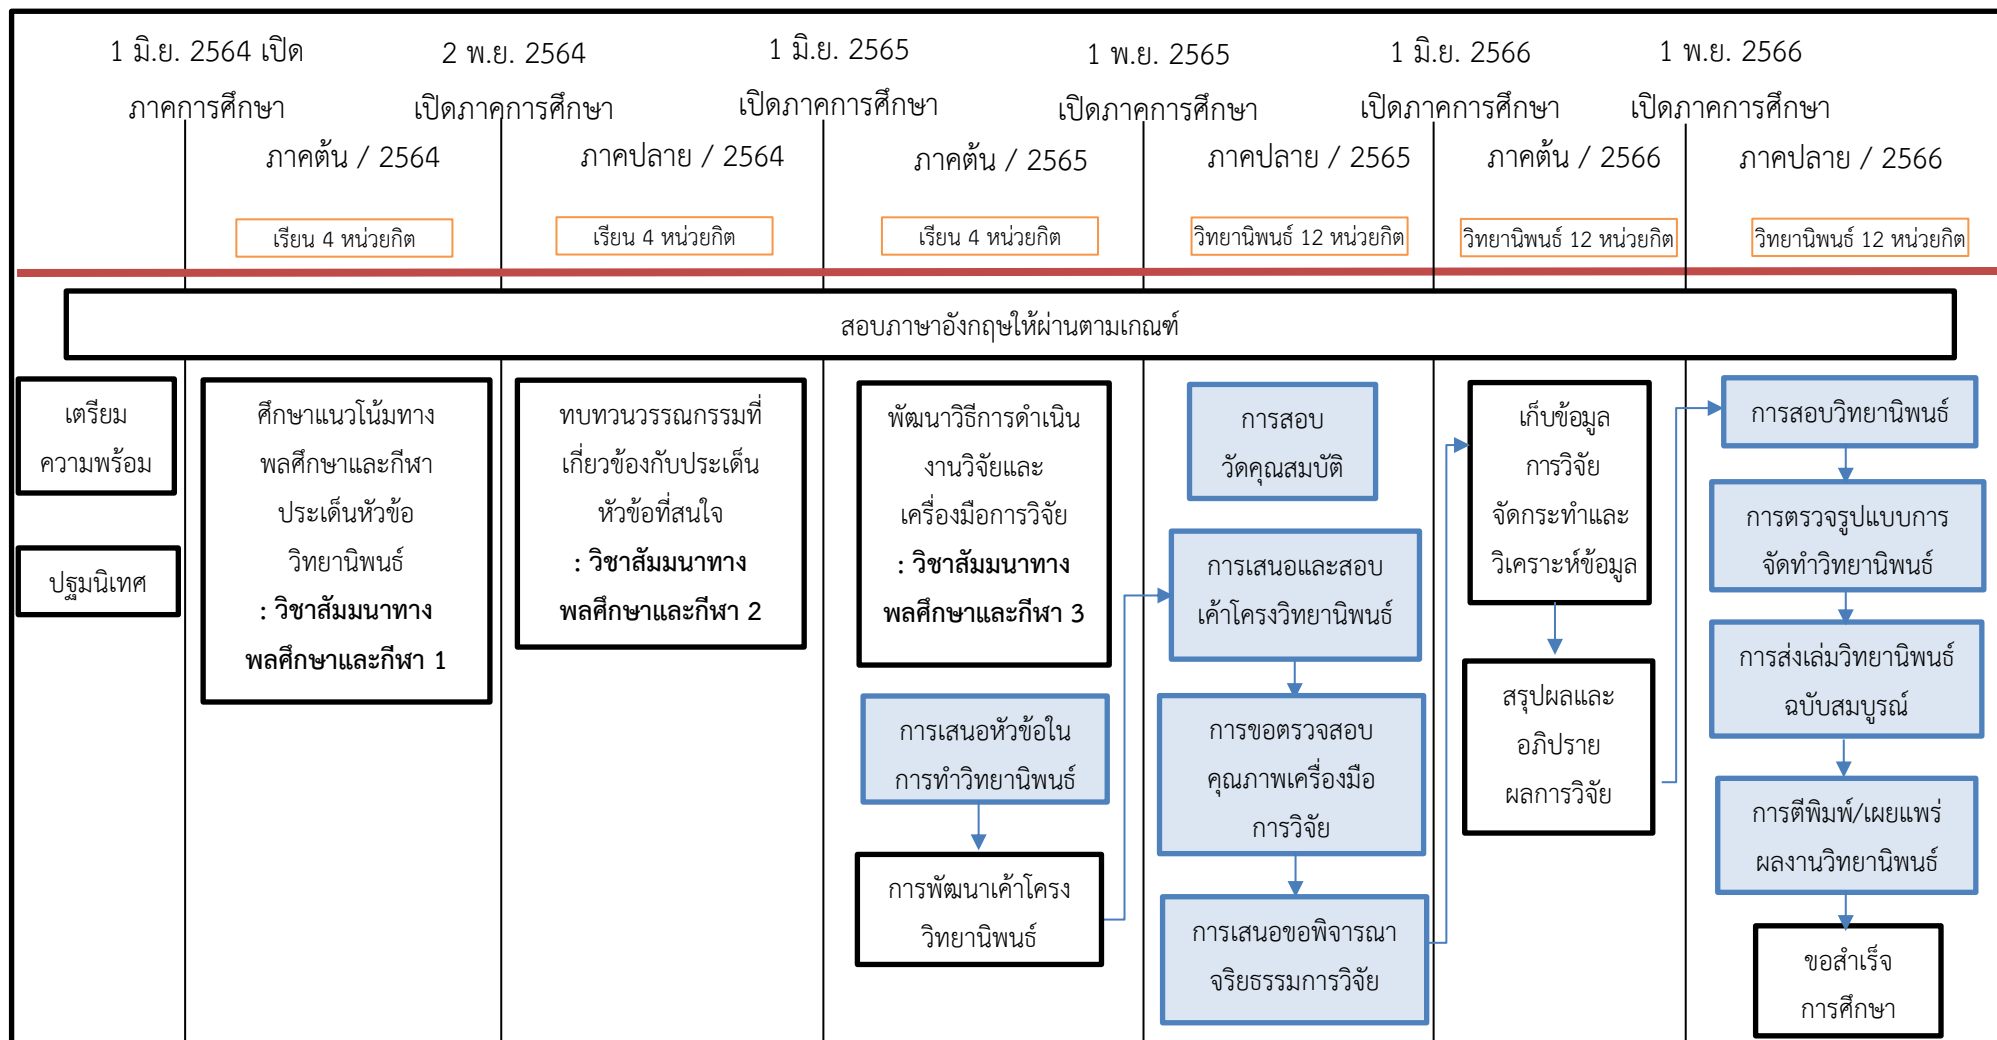 1 มิ.ย. 2564 เปิด
ภาคการศึกษา
2 พ.ย. 2564
เปิดภาคการศึกษา
1 มิ.ย. 2565
เปิดภาคการศึกษา
1 พ.ย. 2565
เปิดภาคการศึกษา
1 มิ.ย. 2566
เปิดภาคการศึกษา
1 พ.ย. 2566
เปิดภาคการศึกษา
ภาคต้น / 2564
ภาคปลาย / 2564
ภาคต้น / 2565
ภาคปลาย / 2565
ภาคต้น / 2566
ภาคปลาย / 2566
เรียน 4 หน่วยกิต
เรียน 4 หน่วยกิต
เรียน 4 หน่วยกิต
วิทยานิพนธ์ 12 หน่วยกิต
วิทยานิพนธ์ 12 หน่วยกิต
วิทยานิพนธ์ 12 หน่วยกิต
สอบภาษาอังกฤษให้ผ่านตามเกณฑ์
เตรียม
ความพร้อม
ปฐมนิเทศ
ศึกษาแนวโน้มทาง
พลศึกษาและกีฬา
ประเด็นหัวข้อ
วิทยานิพนธ์
: วิชาสัมมนาทาง
พลศึกษาและกีฬา 1
ทบทวนวรรณกรรมที่
เกี่ยวข้องกับประเด็น
หัวข้อที่สนใจ
: วิชาสัมมนาทาง
พลศึกษาและกีฬา 2
พัฒนาวิธีการดำเนิน
งานวิจัยและ
เครื่องมือการวิจัย
: วิชาสัมมนาทาง
พลศึกษาและกีฬา 3
การเสนอหัวข้อใน
การทำวิทยานิพนธ์
การพัฒนาเค้าโครง
วิทยานิพนธ์
การสอบ
วัดคุณสมบัติ
การเสนอและสอบ
เค้าโครงวิทยานิพนธ์
การขอตรวจสอบ
คุณภาพเครื่องมือ
การวิจัย
การเสนอขอพิจารณา
จริยธรรมการวิจัย
เก็บข้อมูล
การวิจัย
จัดกระทำและ
วิเคราะห์ข้อมูล
สรุปผลและ
อภิปราย
ผลการวิจัย
การสอบวิทยานิพนธ์
การตรวจรูปแบบการ
จัดทำวิทยานิพนธ์
การส่งเล่มวิทยานิพนธ์
ฉบับสมบูรณ์
การตีพิมพ์/เผยแพร่
ผลงานวิทยานิพนธ์
ขอสำเร็จ
การศึกษา